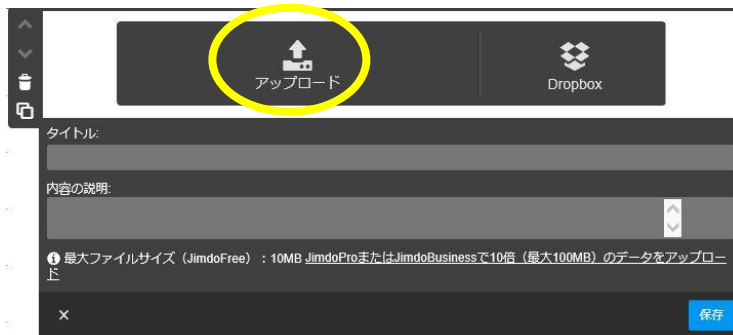 アップロード
Dropbox
タイトル:
内容の説明:
最大ファイルサイズ（JimdoFree）：10MB JimdoProまたはJimdoBusinessで10倍（最大100MB）のデータをアップロー
ド
保存